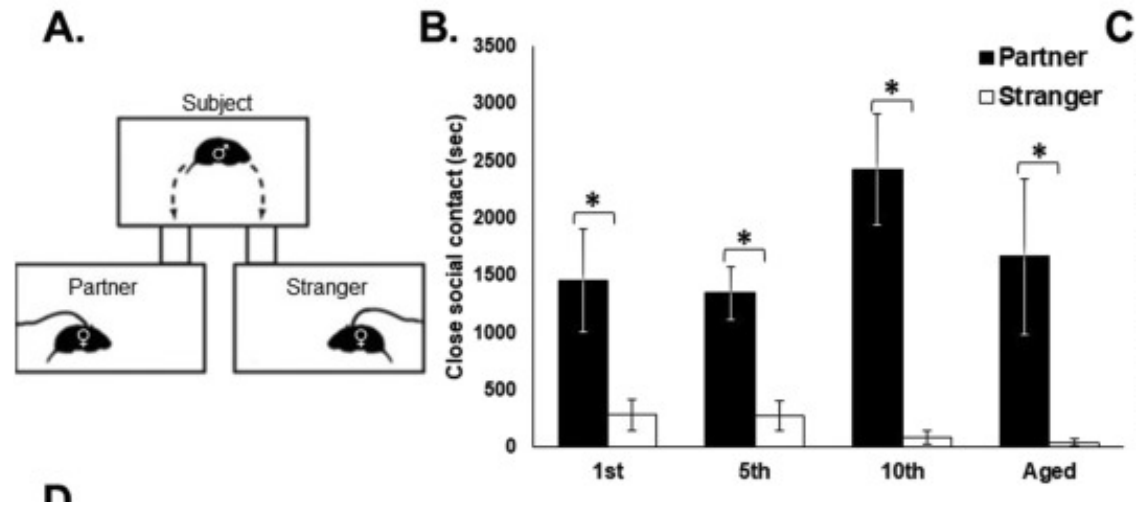 A.
Subject
Partner
Stranger
♂
♀
♀
B.
Close social contact (sec)
3500
3000
2500
2000
1500
1000
500
0
Partner
Stranger
*
*
*
*
1st
5th
10th
Aged
C
D